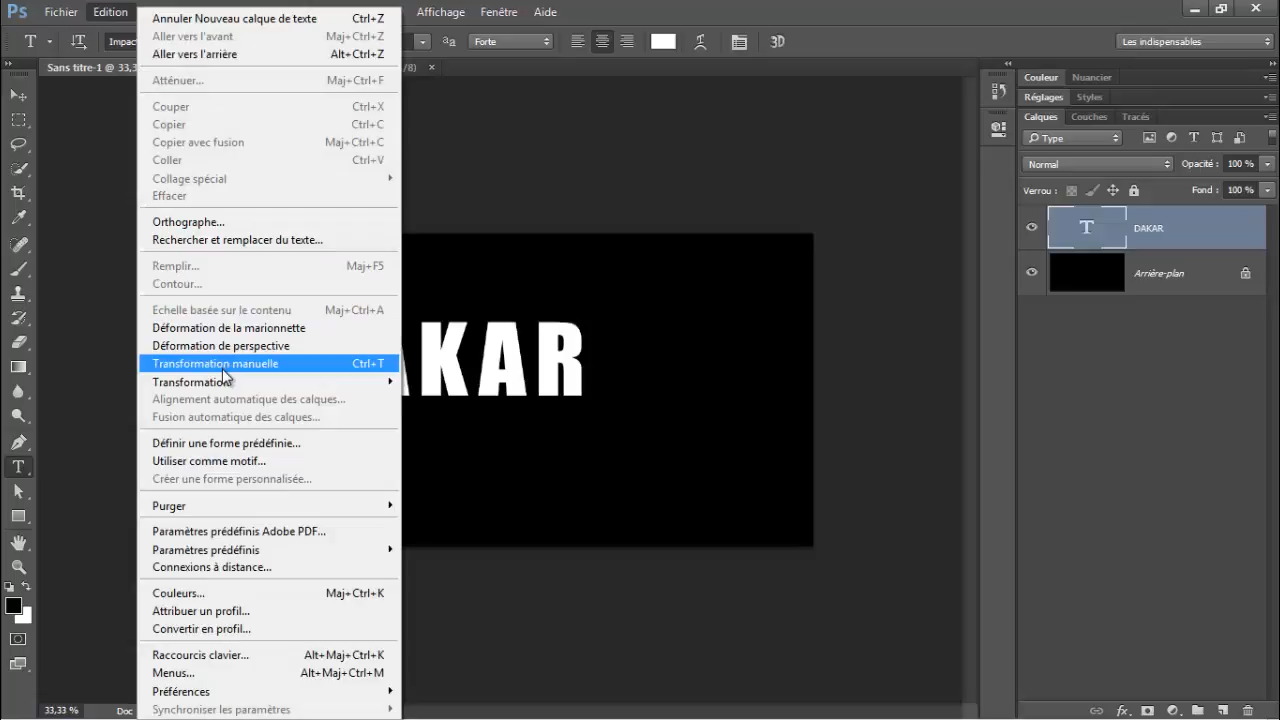 Ps Fichier Edition Affichage Fenêtre Aide
T Impac Forte 3D Les indispensables
Sans titre-1 @ 33,3 /8) ×
Annuler Nouveau calque de texte Ctrl+Z
Aller vers l'avant Maj+Ctrl+Z
Aller vers l'arrière Alt+Ctrl+Z
Atténuer... Maj+Ctrl+F
Couper Ctrl+X
Copier Ctrl+C
Copier avec fusion Maj+Ctrl+C
Coller Ctrl+V
Collage spécial
Effacer
Orthographe...
Rechercher et remplacer du texte...
Remplir... Maj+F5
Contour...
Echelle basée sur le contenu Maj+Ctrl+A
Déformation de la marionnette
Déformation de perspective
Transformation manuelle Ctrl+T
Transformation
Alignement automatique des calques...
Fusion automatique des calques...
Définir une forme prédéfinie...
Utiliser comme motif...
Créer une forme personnalisée...
Purger
Paramètres prédéfinis Adobe PDF...
Paramètres prédéfinis
Connexions à distance...
Couleurs... Maj+Ctrl+K
Attribuer un profil...
Convertir en profil...
Raccourcis clavier... Alt+Maj+Ctrl+K
Menus... Alt+Maj+Ctrl+M
Préférences
Synchroniser les paramètres
AKAR
Couleur Nuancier
Réglages Styles
Calques Couches Tracés
Type
Normal Opacité : 100 %
Verrou : Fond : 100 %
T DAKAR
Arrière-plan
fx
33,33 % Doc